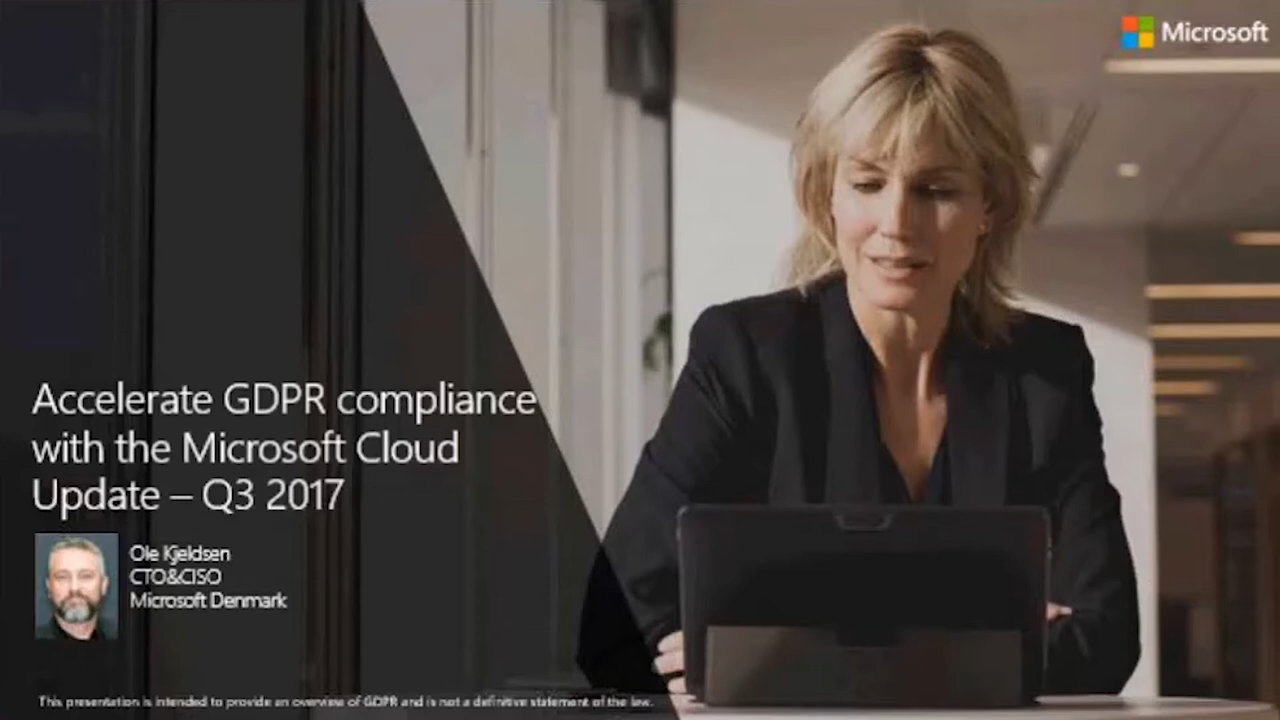 Microsoft
Accelerate GDPR compliance
with the Microsoft Cloud
Update – Q3 2017
Ole Kjeldsen
CTO&CISO
Microsoft Denmark
This presentation is intended to provide an overview of GDPR and is not a definitive statement of the law.